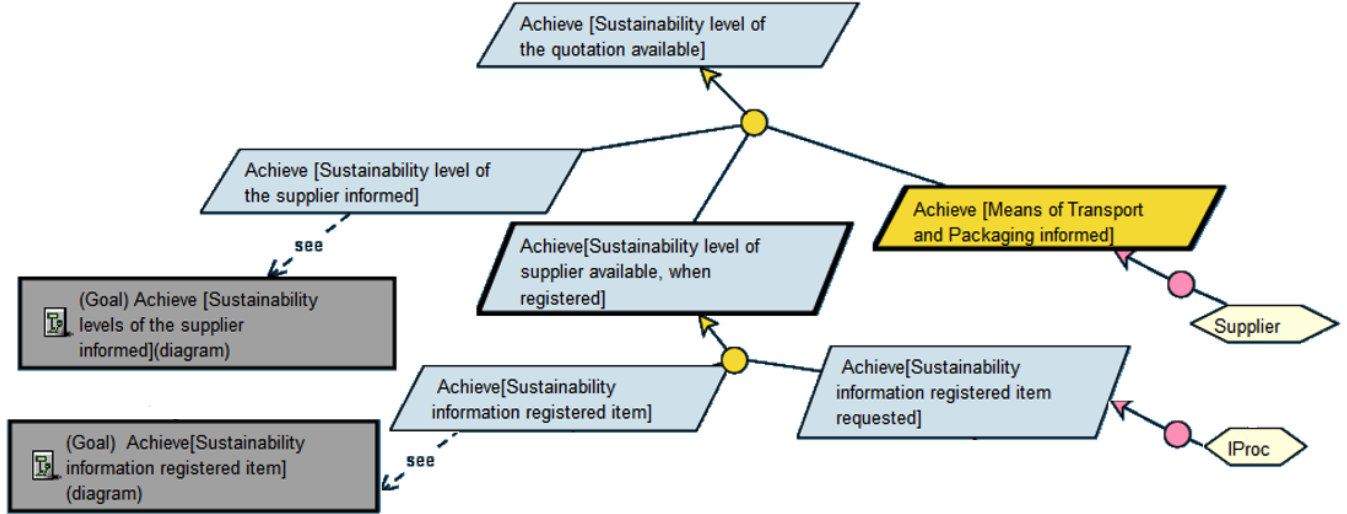 Achieve [Sustainability level of
the quotation available]
Achieve [Sustainability level of
the supplier informed]
Achieve [Means of Transport
and Packaging informed]
see
Achieve[Sustainability level of
supplier available, when
registered]
(Goal) Achieve [Sustainability
levels of the supplier
informed](diagram)
Supplier
Achieve[Sustainability
information registered item]
Achieve[Sustainability
information registered item
requested]
(Goal) Achieve[Sustainability
information registered item]
(diagram)
see
IProc